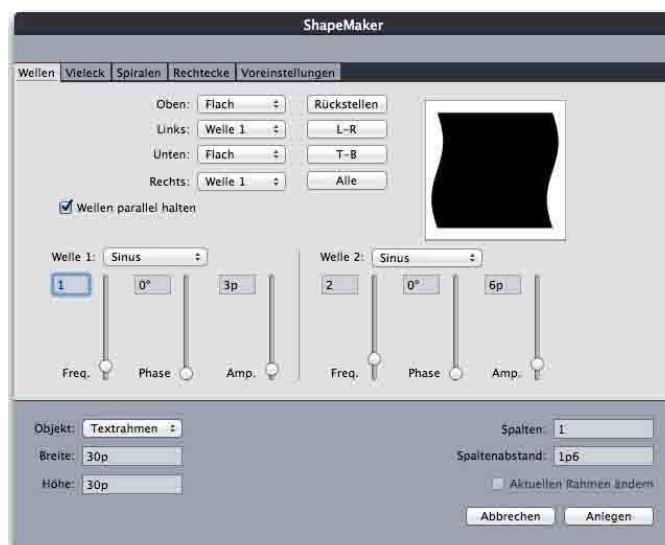 ShapeMaker
Wellen Vieleck Spiralen Rechtecke Voreinstellungen
Oben: Flach Rückstellen
Links: Welle 1 L-R
Unten: Flach T-B
Rechts: Welle 1 Alle
Wellen parallel halten
Welle 1: Sinus Welle 2: Sinus
1 0° 3p 2 0° 6p
Freq. Phase Amp. Freq. Phase Amp.
Objekt: Textrahmen Spalten: 1
Breite: 30p Spaltenabstand: 1p6
Höhe: 30p Aktuellen Rahmen ändern
Abbrechen Anlegen